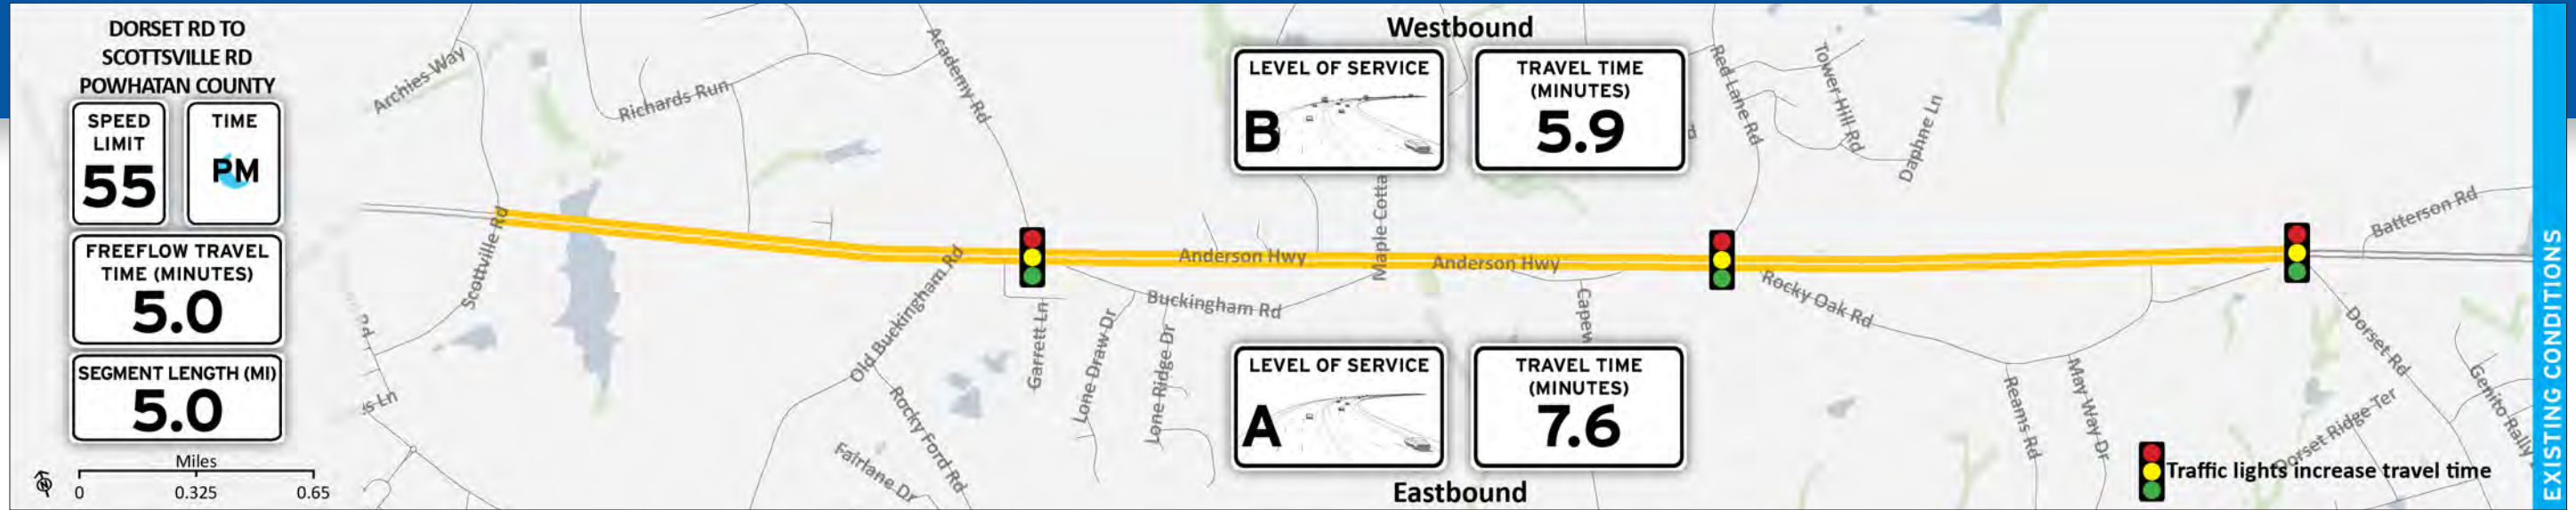 DORSET RD TO
SCOTTSVILLE RD
POWHATAN COUNTY
SPEED
LIMIT
55
TIME
PM
FREEFLOW TRAVEL
TIME (MINUTES)
5.0
SEGMENT LENGTH (MI)
5.0
Miles
0 0.325 0.65
Archies Way
Richards Run
Academy Rd
Scottville Rd
Old Buckingham Rd
Rocky Ford Rd
Fairlane Dr
Garrett Ln
Lone Draw Dr
Lone Ridge Dr
Buckingham Rd
Anderson Hwy
Maple Cotta
Anderson Hwy
Capew
Westbound
LEVEL OF SERVICE
B
TRAVEL TIME
(MINUTES)
5.9
LEVEL OF SERVICE
A
TRAVEL TIME
(MINUTES)
7.6
Eastbound
Red Lane Rd
Tower Hill Rd
Daphne Ln
Rocky Oak Rd
Reams Rd
May Way Dr
Batterson Rd
Dorset Rd
Dorset Ridge Ter
Genito Rally
Traffic lights increase travel time
EXISTING CONDITIONS